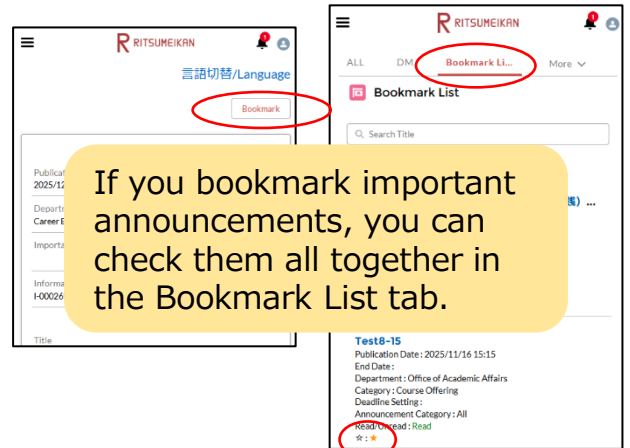 RITSUMEIKAN
1
言語切替/Language
Bookmark
2025/12
Career E
Importa
I-00026
Title
RITSUMEIKAN
1
ALL DM Bookmark Li... More
Bookmark List
Search Title
...
If you bookmark important
announcements, you can
check them all together in
the Bookmark List tab.
Test8-15
Publication Date : 2025/11/16 15:15
End Date :
Department : Office of Academic Affairs
Category : Course Offering
Deadline Setting :
Announcement Category : All
Read/Unread : Read
☆ : ★